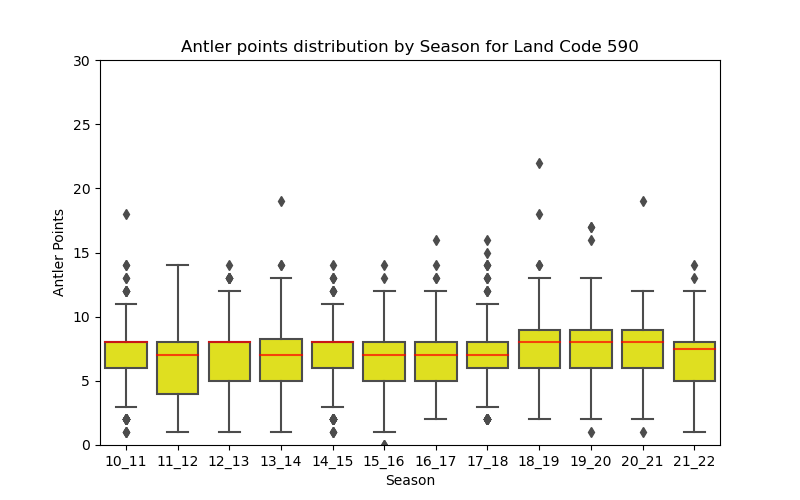 Antler points distribution by Season for Land Code 590
30
25
20
15
10
5
0
Antler Points
10_11 11_12 12_13 13_14 14_15 15_16 16_17 17_18 18_19 19_20 20_21 21_22
Season